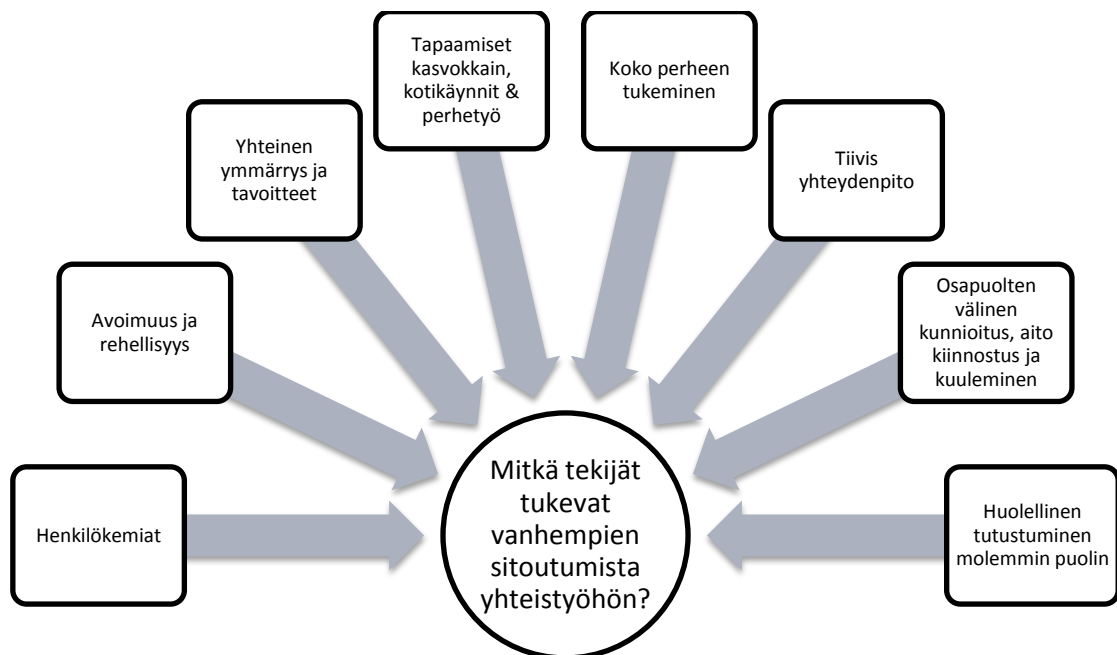 Tapaamiset
kasvokkain,
kotikäynnit &
perhetyö
Koko perheen
tukeminen
Yhteinen
ymmärrys ja
tavoitteet
Tiivis
yhteydenpito
Avoimuus ja
rehellisyys
Osapuolten
välinen
kunnioitus, aito
kiinnostus ja
kuuleminen
Henkilökemiat
Mitkä tekijät
tukevat
vanhempien
sitoutumista
yhteistyöhön?
Huolellinen
tutustuminen
molemmin puolin